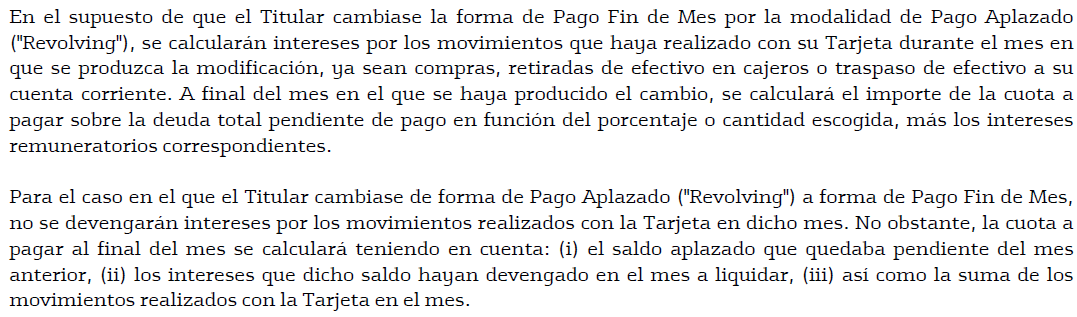 En el supuesto de que el Titular cambiase la forma de Pago Fin de Mes por la modalidad de Pago Aplazado
("Revolving"), se calcularán intereses por los movimientos que haya realizado con su Tarjeta durante el mes en
que se produzca la modificación, ya sean compras, retiradas de efectivo en cajeros o traspaso de efectivo a su
cuenta corriente. A final del mes en el que se haya producido el cambio, se calculará el importe de la cuota a
pagar sobre la deuda total pendiente de pago en función del porcentaje o cantidad escogida, más los intereses
remuneratorios correspondientes.
Para el caso en el que el Titular cambiase de forma de Pago Aplazado ("Revolving") a forma de Pago Fin de Mes,
no se devengarán intereses por los movimientos realizados con la Tarjeta en dicho mes. No obstante, la cuota a
pagar al final del mes se calculará teniendo en cuenta: (i) el saldo aplazado que quedaba pendiente del mes
anterior, (ii) los intereses que dicho saldo hayan devengado en el mes a liquidar, (iii) así como la suma de los
movimientos realizados con la Tarjeta en el mes.